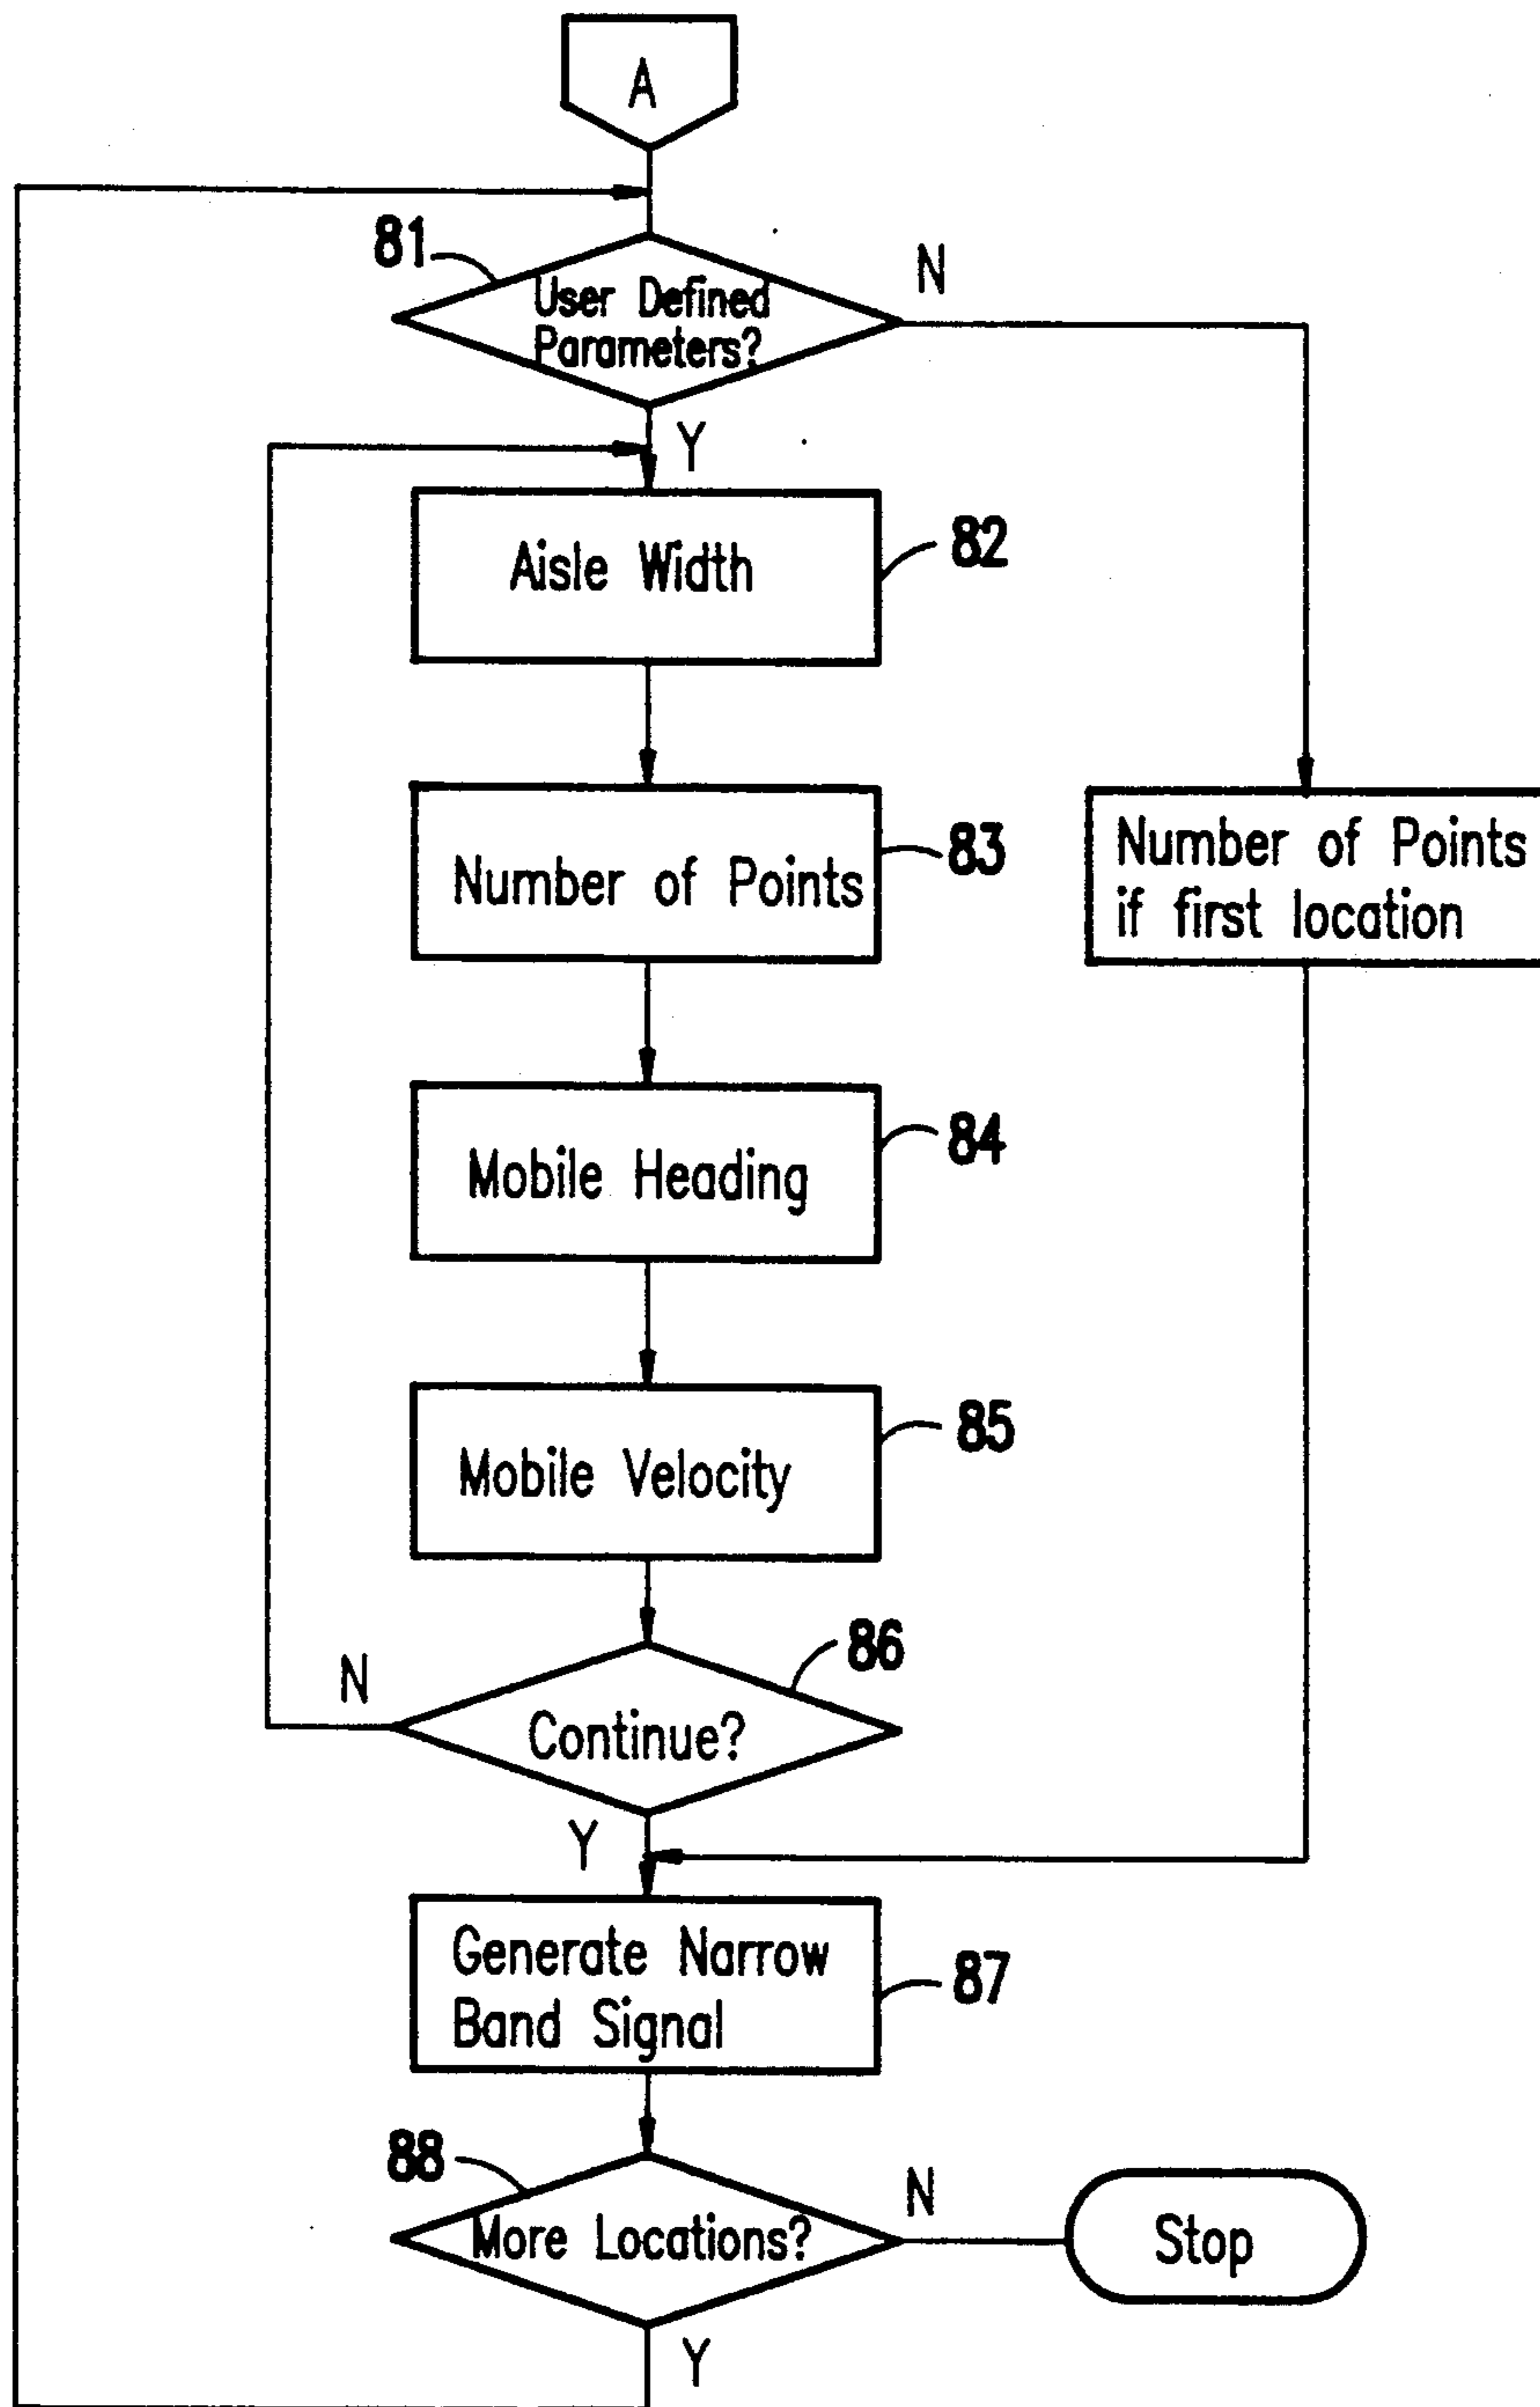 A
81
User Defined
Parameters?
N
Y
Aisle Width
82
Number of Points
83
Number of Points
if first location
Mobile Heading
84
Mobile Velocity
85
86
N
Continue?
Y
Generate Narrow
Band Signal
87
88
More Locations?
N
Stop
Y